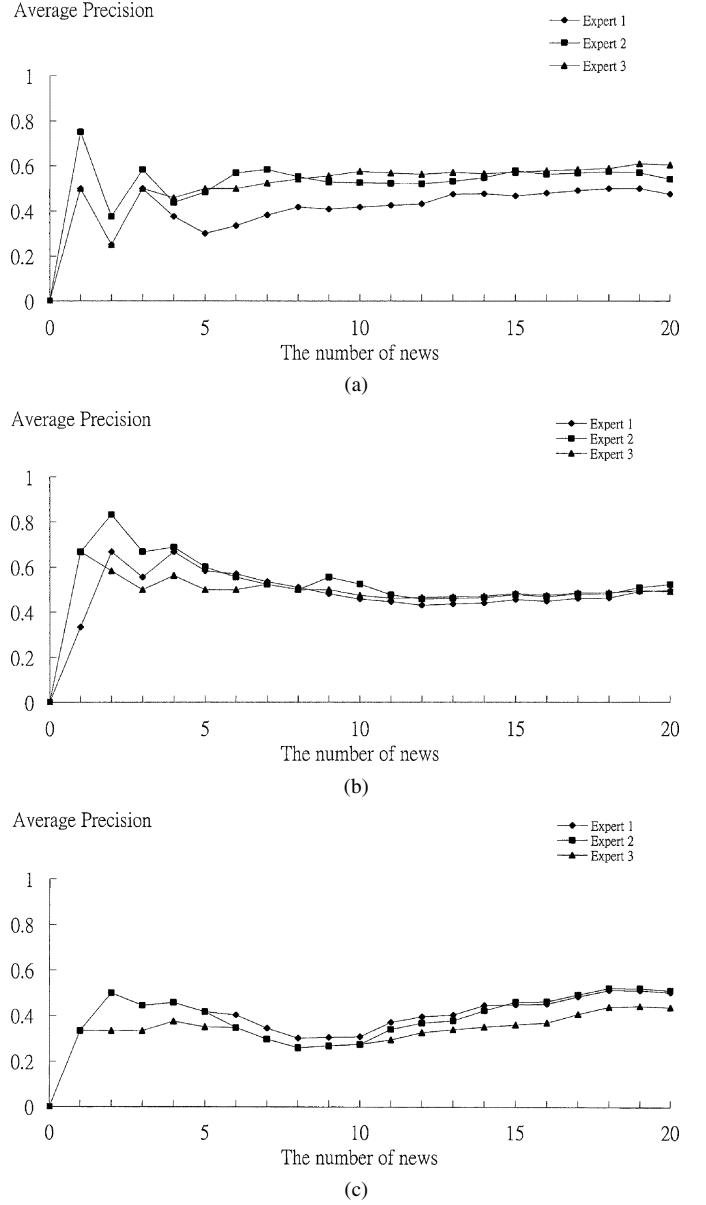 Average Precision
Expert 1
Expert 2
Expert 3
1
0.8
0.6
0.4
0.2
0
0 5 10 15 20
The number of news
(a)
Average Precision
Expert 1
Expert 2
Expert 3
1
0.8
0.6
0.4
0.2
0
0 5 10 15 20
The number of news
(b)
Average Precision
Expert 1
Expert 2
Expert 3
1
0.8
0.6
0.4
0.2
0
0 5 10 15 20
The number of news
(c)